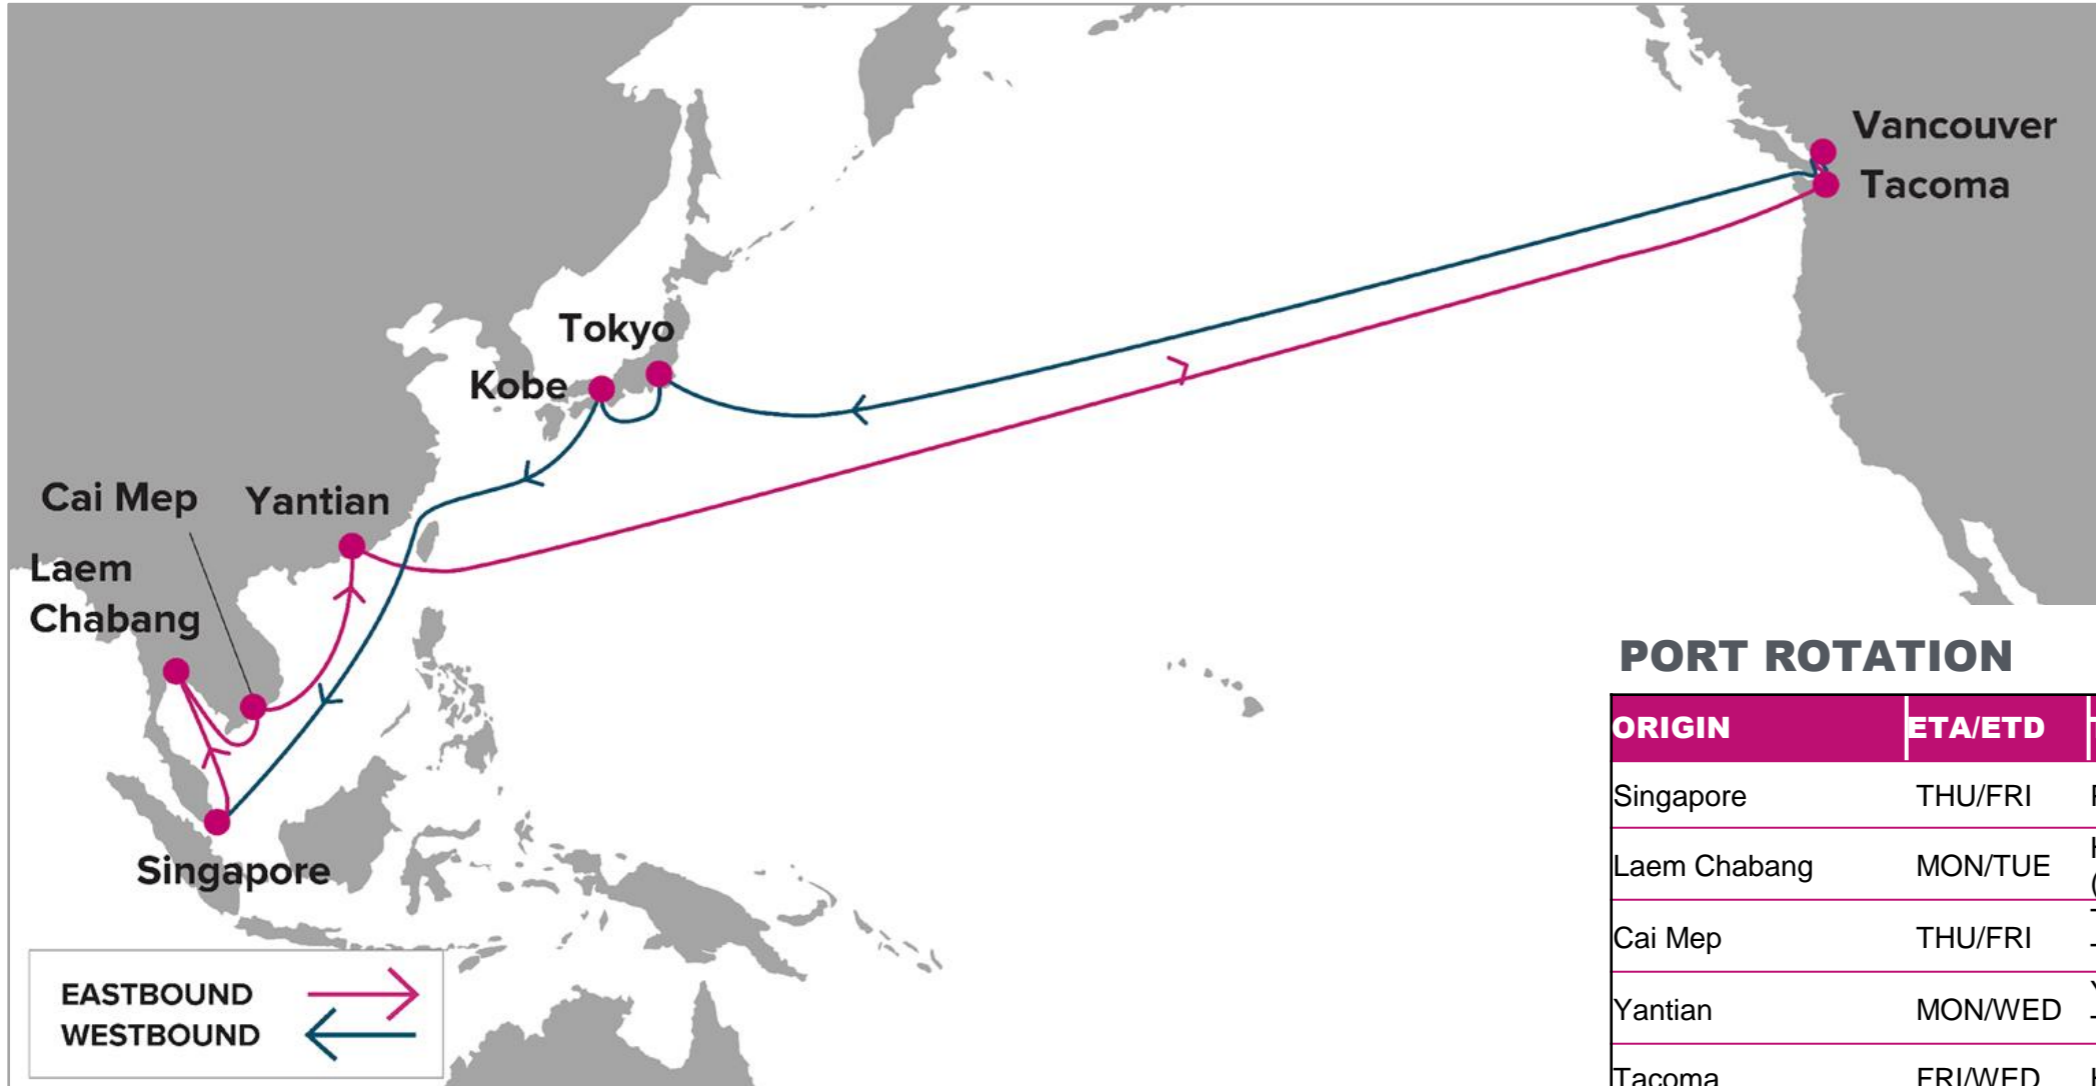 Vancouver
Tacoma
Tokyo
Kobe
Cai Mep
Yantian
Laem
Chabang
Singapore
EASTBOUND
WESTBOUND
PORT ROTATION
ORIGIN ETA/ETD
Singapore THU/FRI
Laem Chabang MON/TUE
Cai Mep THU/FRI
Yantian MON/WED
Tacoma FRI/WED